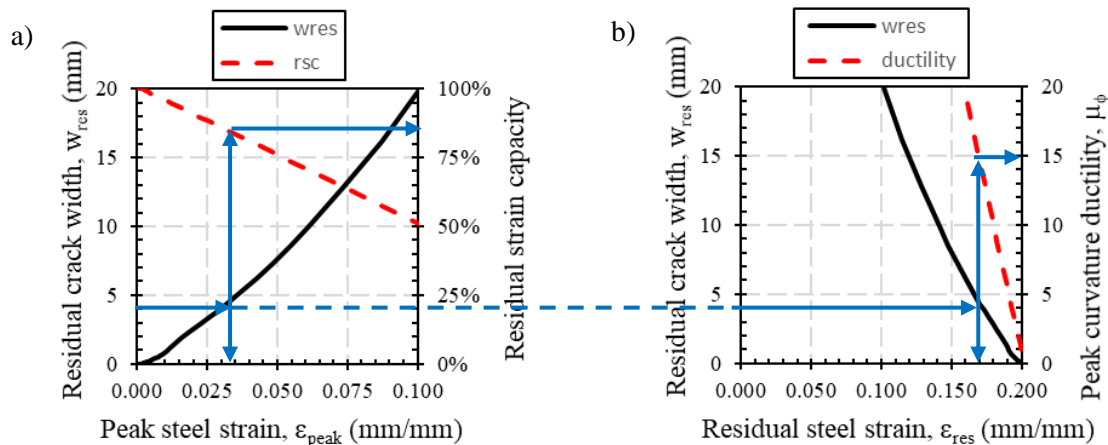 a)
wres
rsc
Residual crack width, w_res (mm)
20
15
10
5
0
100%
75%
50%
25%
0%
Residual strain capacity
0.000 0.025 0.050 0.075 0.100
Peak steel strain, ε_peak (mm/mm)
b)
wres
ductility
Residual crack width, w_res (mm)
20
15
10
5
0
20
15
10
5
0
Peak curvature ductility, μ_ϕ
0.000 0.050 0.100 0.150 0.200
Residual steel strain, ε_res (mm/mm)